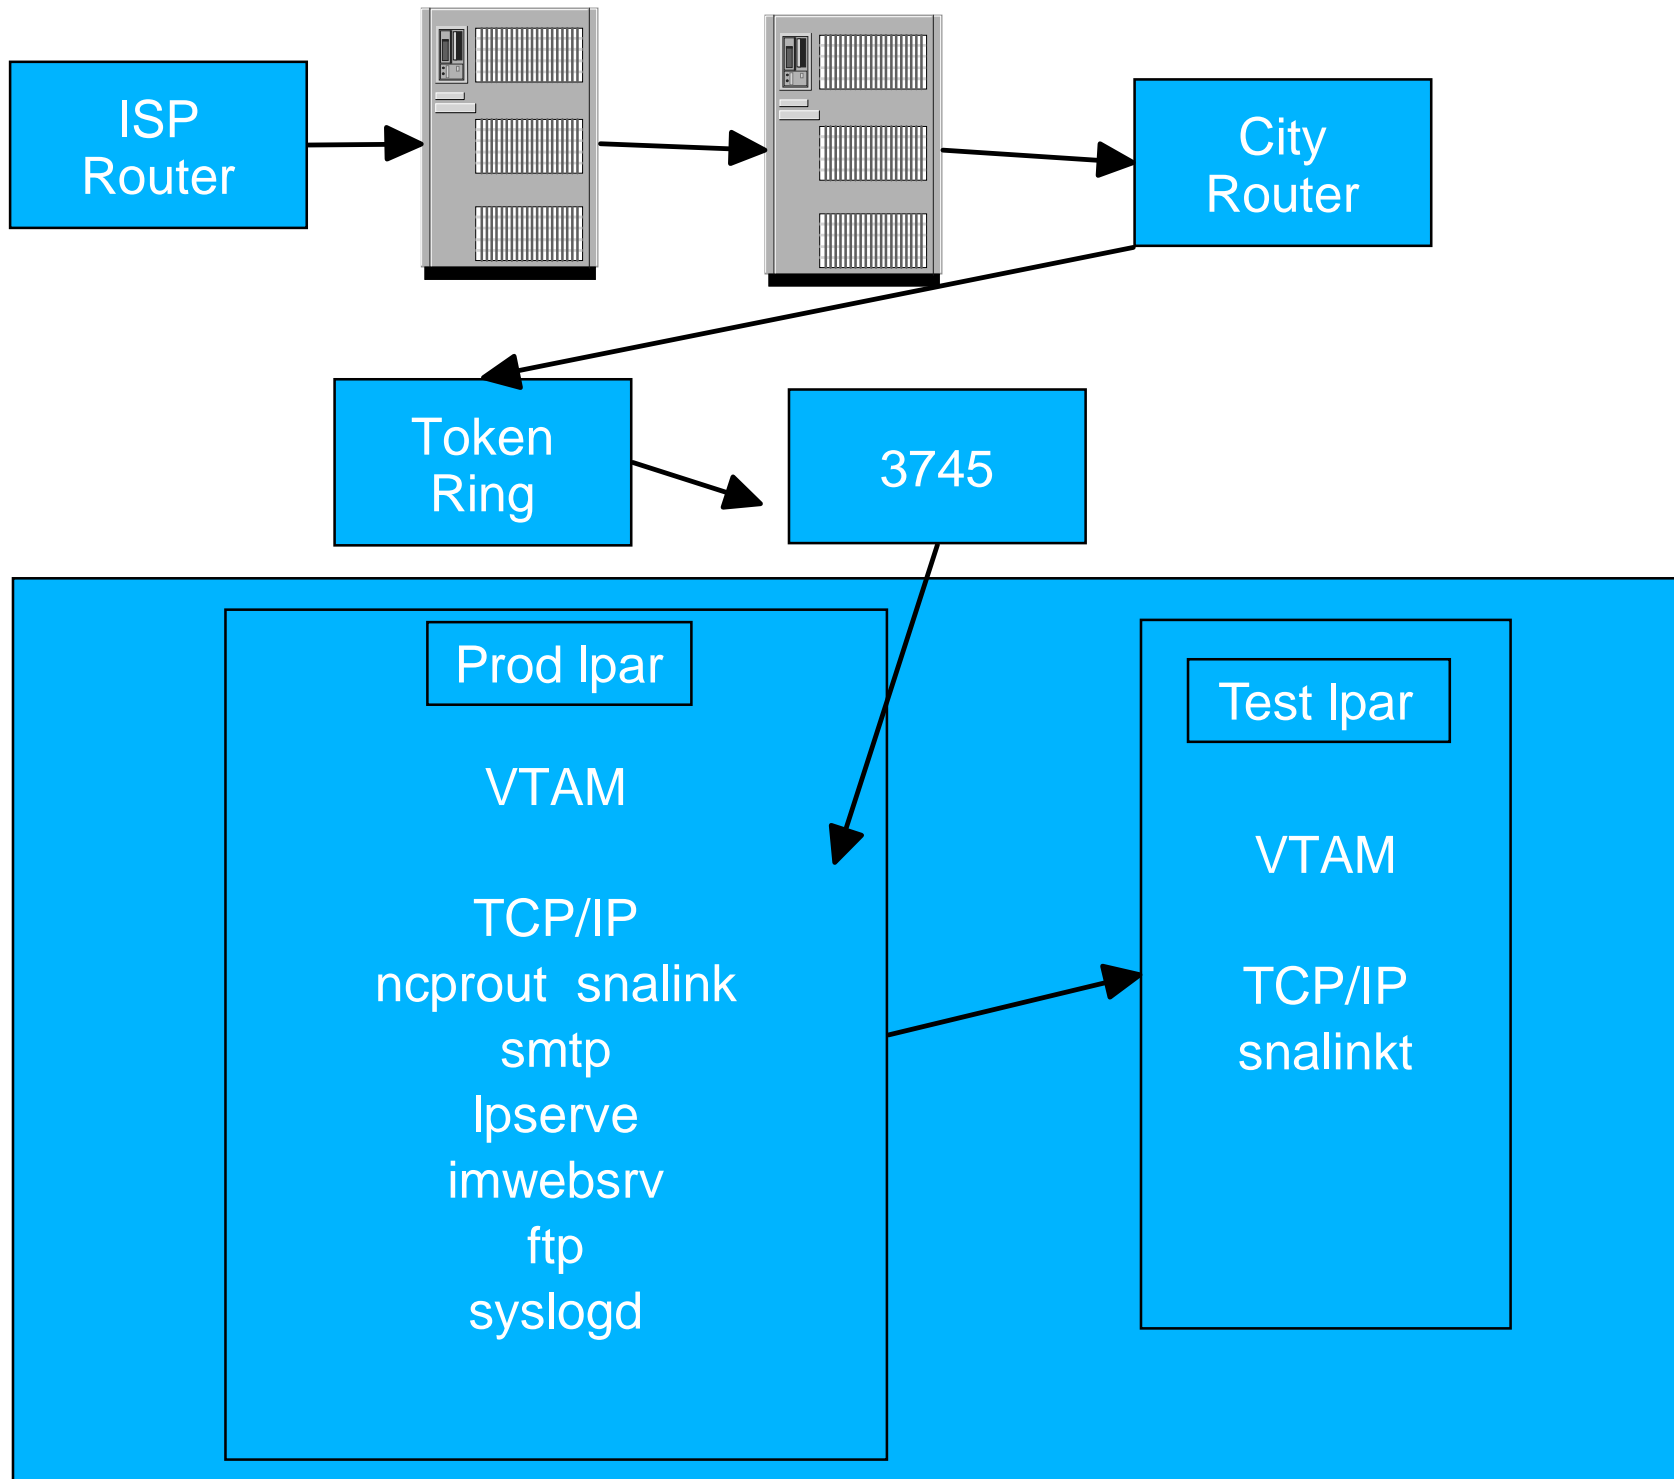 ISP
Router
City
Router
Token
Ring
3745
Prod lpar
VTAM
TCP/IP
ncprout snalink
smtp
lpserve
imwebsrv
ftp
syslogd
Test lpar
VTAM
TCP/IP
snalinkt